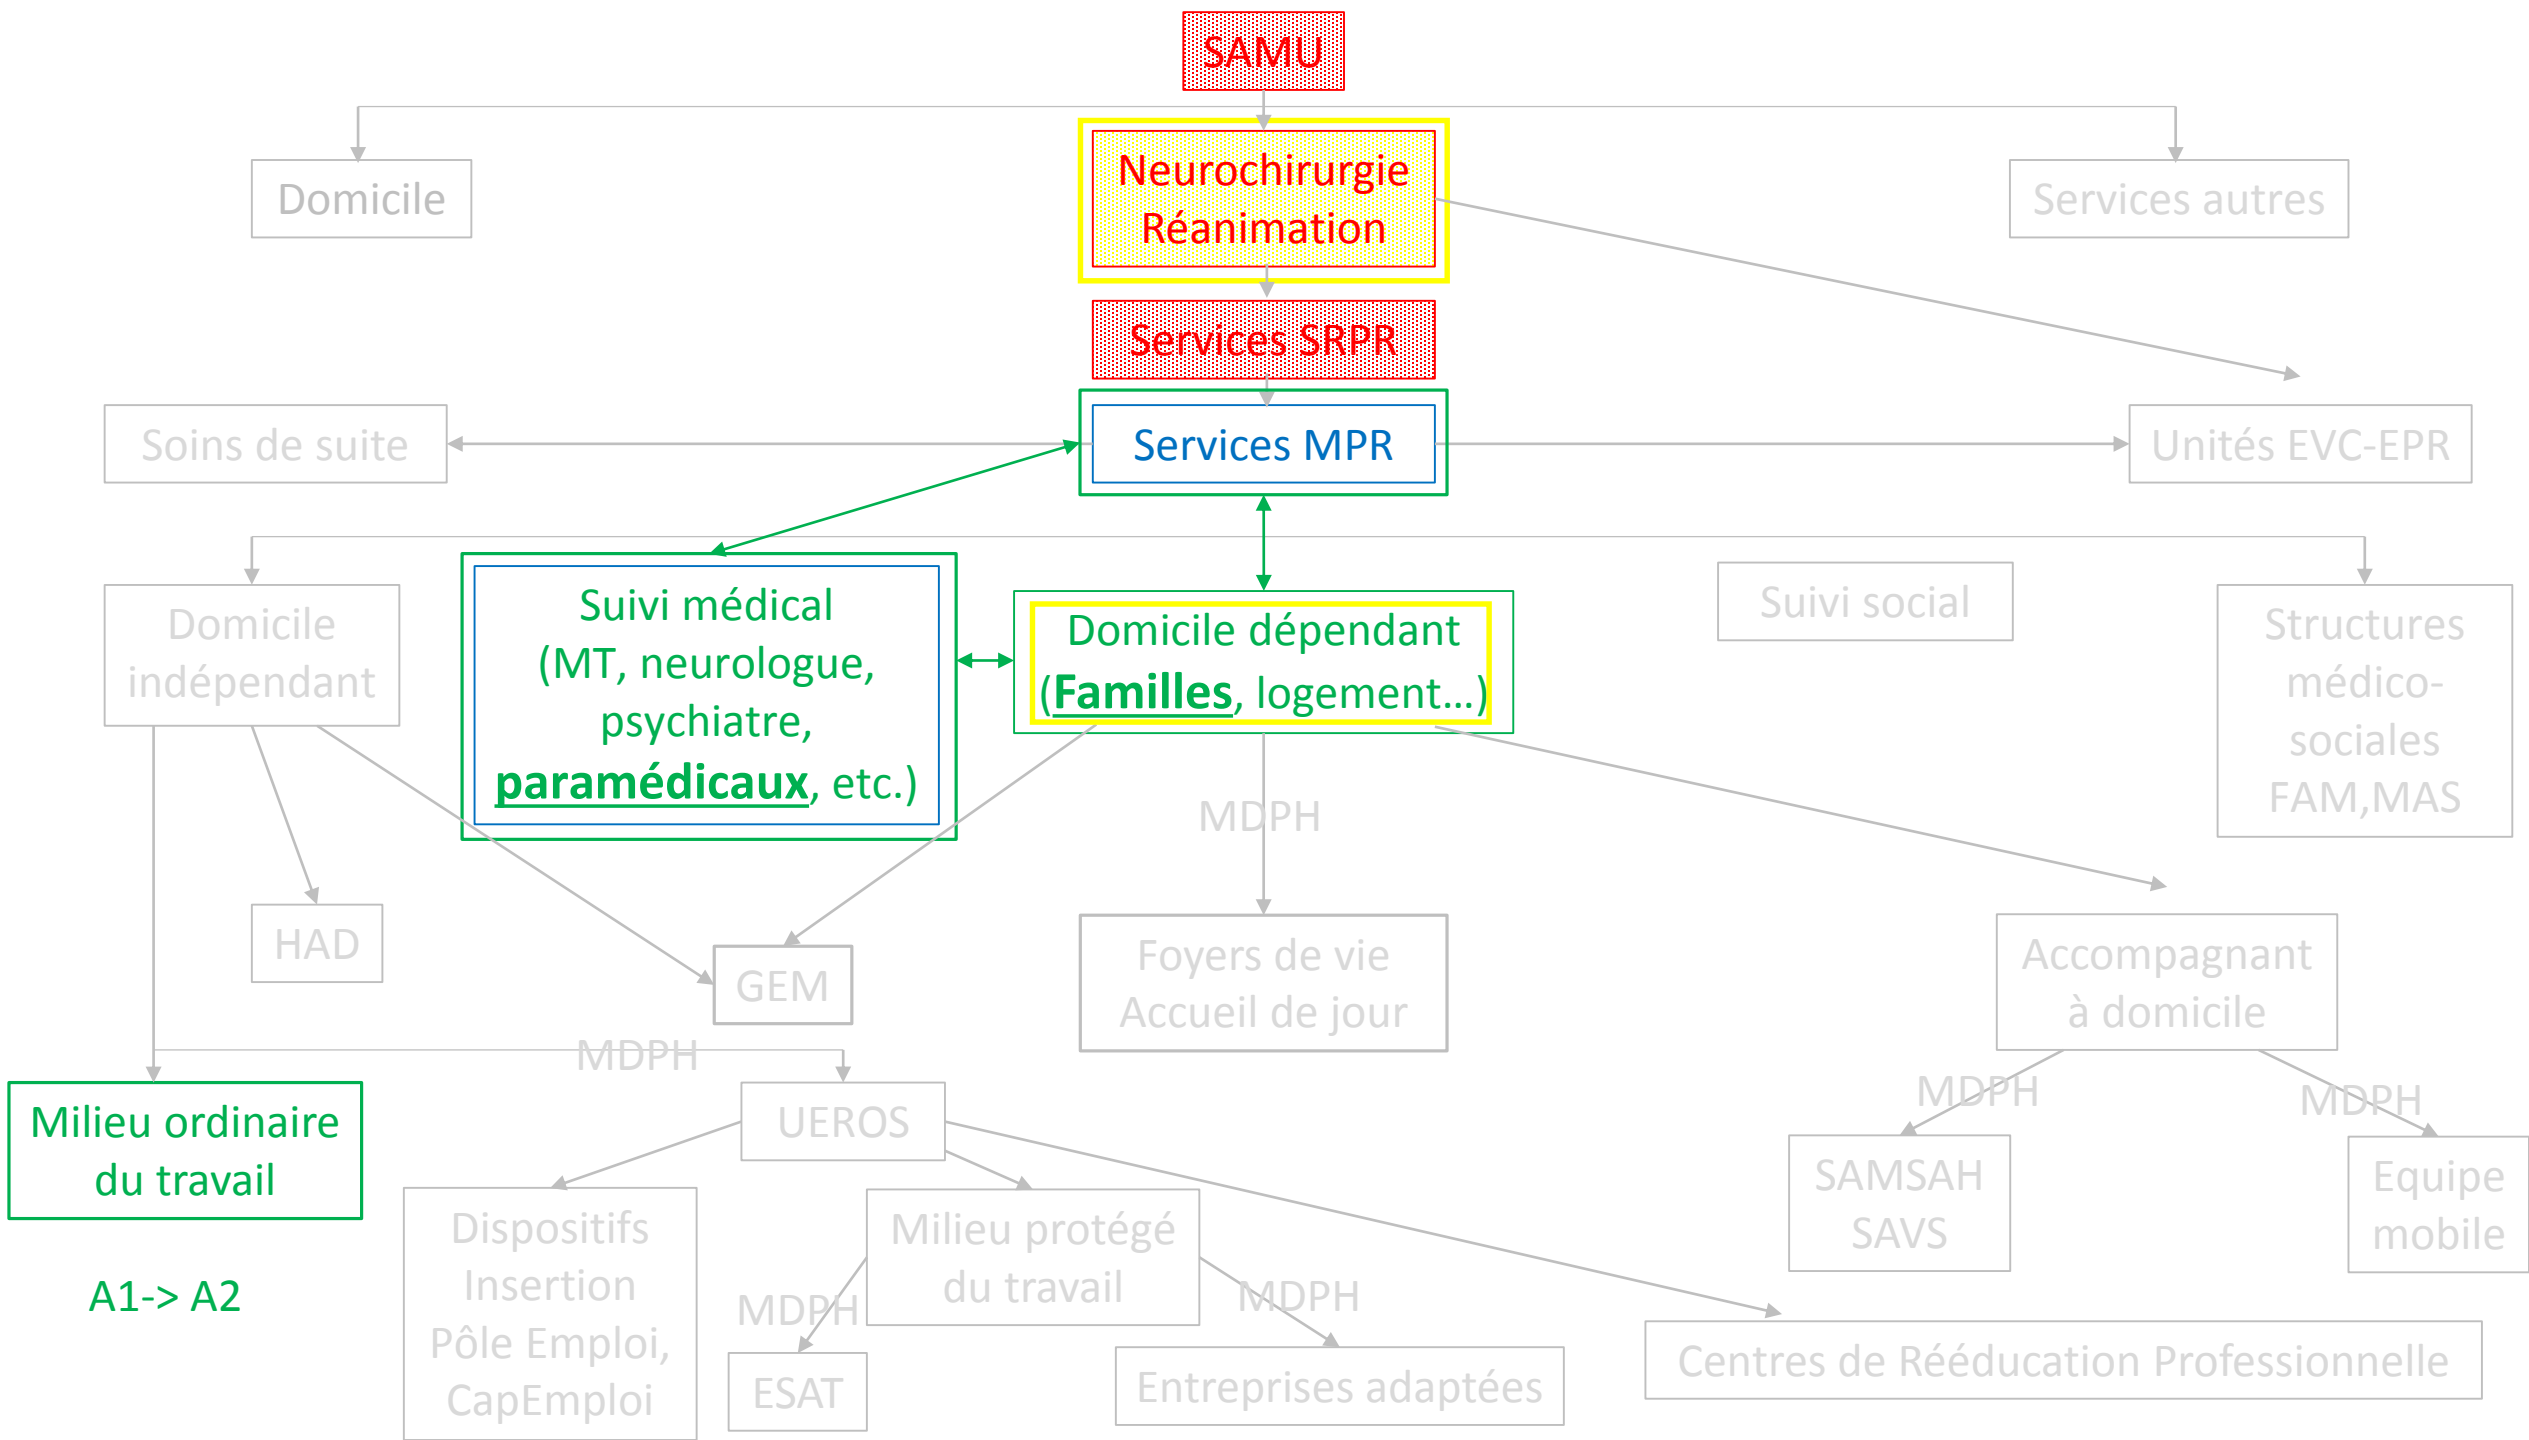 SAMU
Domicile
Neurochirurgie
Réanimation
Services autres
Services SRPR
Soins de suite
Services MPR
Unités EVC-EPR
Domicile
indépendant
Suivi médical
(MT, neurologue,
psychiatre,
paramédicaux, etc.)
Domicile dépendant
(Familles, logement...)
Suivi social
Structures
médico-
sociales
FAM,MAS
MDPH
HAD
GEM
Foyers de vie
Accueil de jour
Accompagnant
à domicile
MDPH
MDPH
MDPH
Milieu ordinaire
du travail
UEROS
SAMSAH
SAVS
Equipe
mobile
A1-> A2
Dispositifs
Insertion
Pôle Emploi,
CapEmploi
Milieu protégé
du travail
MDPH
MDPH
ESAT
Entreprises adaptées
Centres de Rééducation Professionnelle